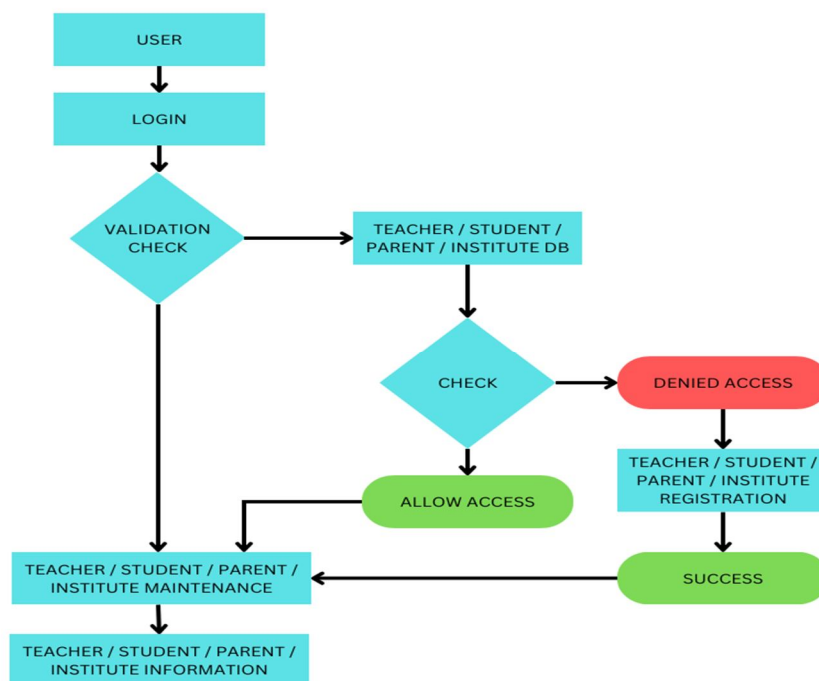 USER
LOGIN
VALIDATION
CHECK
TEACHER / STUDENT /
PARENT / INSTITUTE DB
CHECK
DENIED ACCESS
TEACHER / STUDENT /
PARENT / INSTITUTE
REGISTRATION
ALLOW ACCESS
SUCCESS
TEACHER / STUDENT / PARENT /
INSTITUTE MAINTENANCE
TEACHER / STUDENT / PARENT /
INSTITUTE INFORMATION